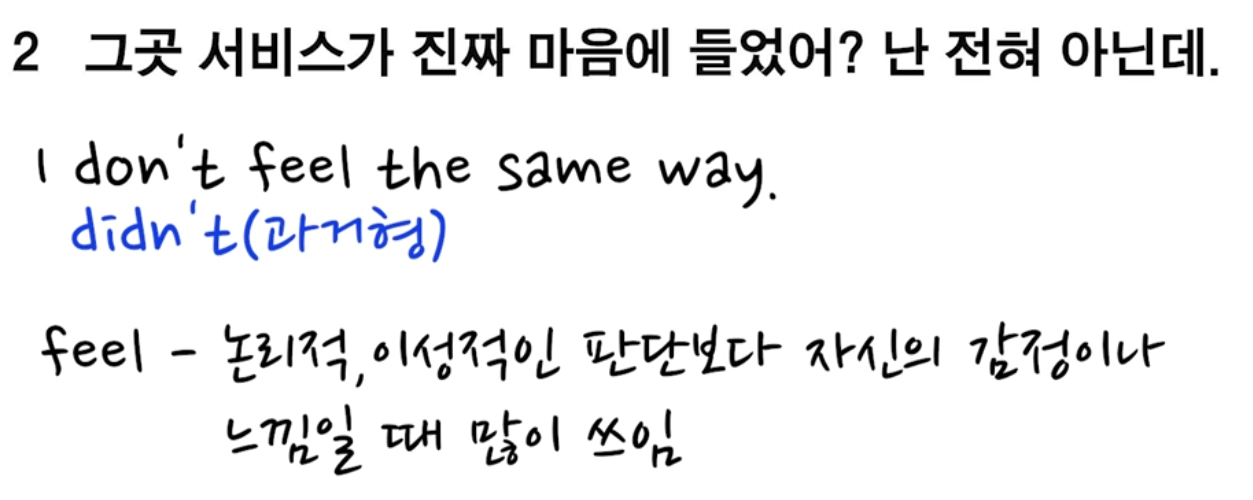 2 그곳 서비스가 진짜 마음에 들었어? 난 전혀 아닌데.
I don't feel the same way.
didn't(과거형)
feel - 논리적, 이성적인 판단보다 자신의 감정이나
느낌일 때 많이 쓰임